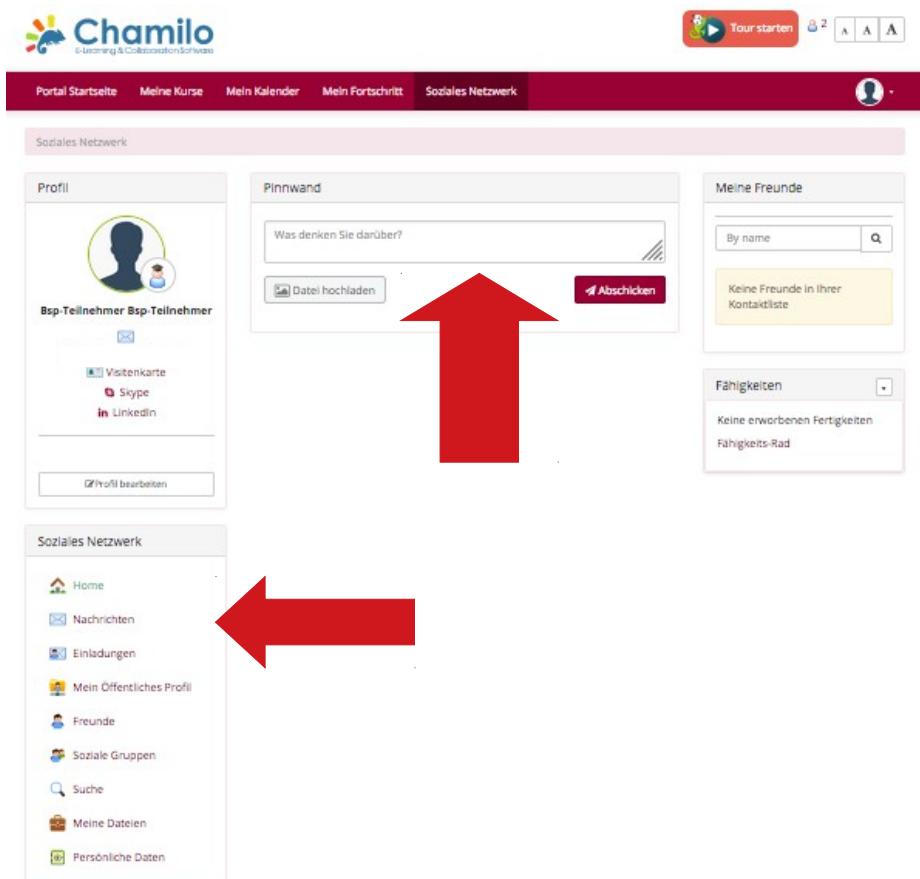 Chamilo
E-Learning & Collaboration Software
Tour starten
2
A A A
Portal Startseite Meine Kurse Mein Kalender Mein Fortschritt Soziales Netzwerk
Soziales Netzwerk
Profil
Bsp-Teilnehmer Bsp-Teilnehmer
Visitenkarte
Skype
in LinkedIn
Profil bearbeiten
Soziales Netzwerk
Home
Nachrichten
Einladungen
Mein Öffentliches Profil
Freunde
Soziale Gruppen
Suche
Meine Dateien
Persönliche Daten
Pinnwand
Was denken Sie darüber?
Datei hochladen
Abschicken
Meine Freunde
By name
Keine Freunde in Ihrer
Kontaktliste
Fähigkeiten
Keine erworbenen Fertigkeiten
Fähigkeits-Rad